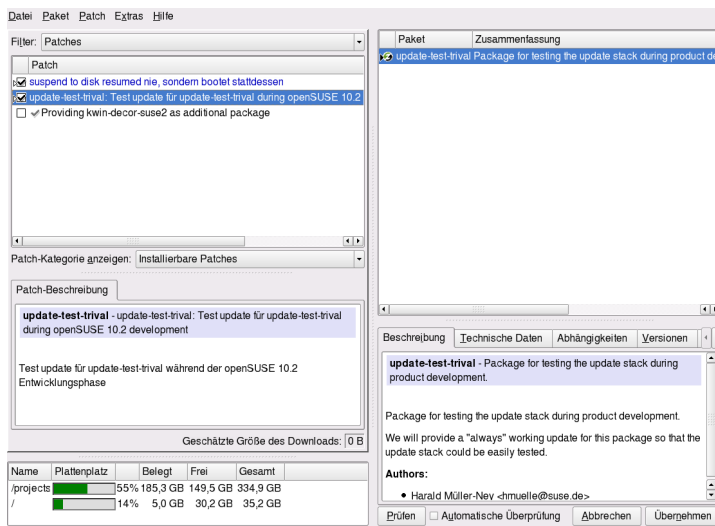 Datei Paket Patch Extras Hilfe
Filter: Patches
Patch
suspend to disk resumed nie, sondern bootet stattdessen
update-test-trival: Test update für update-test-trival during openSUSE 10.2
Providing kwin-decor-suse2 as additional package
Patch-Kategorie anzeigen: Installierbare Patches
Patch-Beschreibung
update-test-trival - update-test-trival: Test update für update-test-trival
during openSUSE 10.2 development
Test update für update-test-trival während der openSUSE 10.2
Entwicklungsphase
Geschätzte Größe des Downloads: 0 B
Name Plattenplatz Belegt Frei Gesamt
/projects 55% 185,3 GB 149,5 GB 334,9 GB
/ 14% 5,0 GB 30,2 GB 35,2 GB
Paket Zusammenfassung
update-test-trival Package for testing the update stack during product de
Beschreibung Technische Daten Abhängigkeiten Versionen
update-test-trival - Package for testing the update stack during
product development.
Package for testing the update stack during product development.
We will provide a "always" working update for this package so that the
update stack could be easily tested.
Authors:
• Harald Müller-Ney <hmuelle@suse.de>
Prüfen Automatische Überprüfung Abbrechen Übernehmen